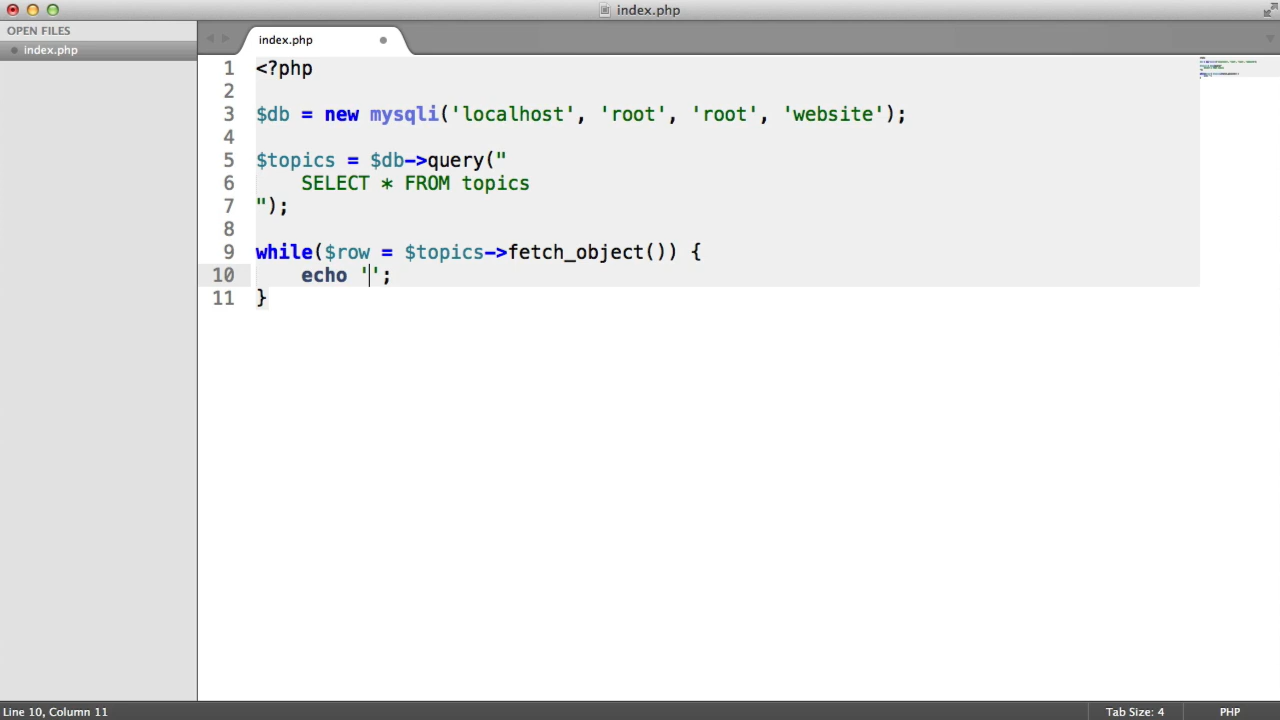 index.php
OPEN FILES
index.php
index.php
1 <?php
2
3 $db = new mysqli('localhost', 'root', 'root', 'website');
4
5 $topics = $db->query("
6     SELECT * FROM topics
7 ");
8
9 while($row = $topics->fetch_object()) {
10     echo '';
11 }
Line 10, Column 11
Tab Size: 4
PHP